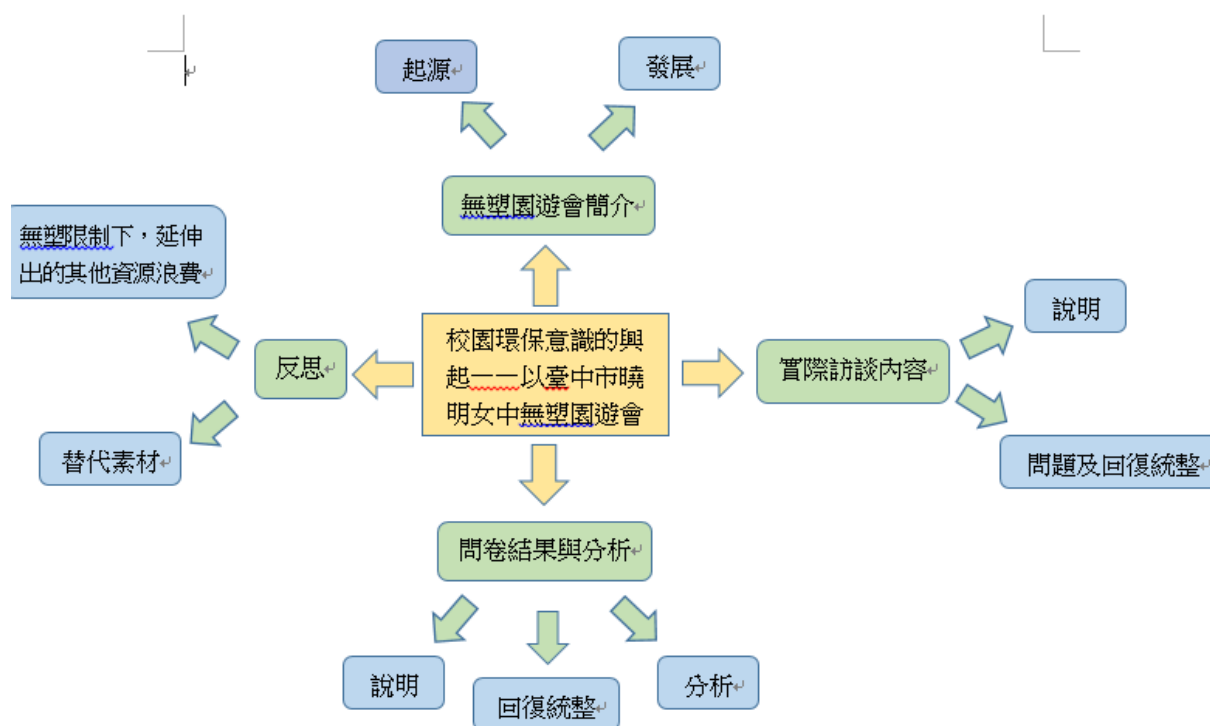 起源
發展
無塑園遊會簡介
無塑限制下，延伸
出的其他資源浪費
說明
校園環保意識的興
起一一以臺中市曉
明女中無塑園遊會
反思
實際訪談內容
替代素材
問題及回復統整
問卷結果與分析
說明
回復統整
分析